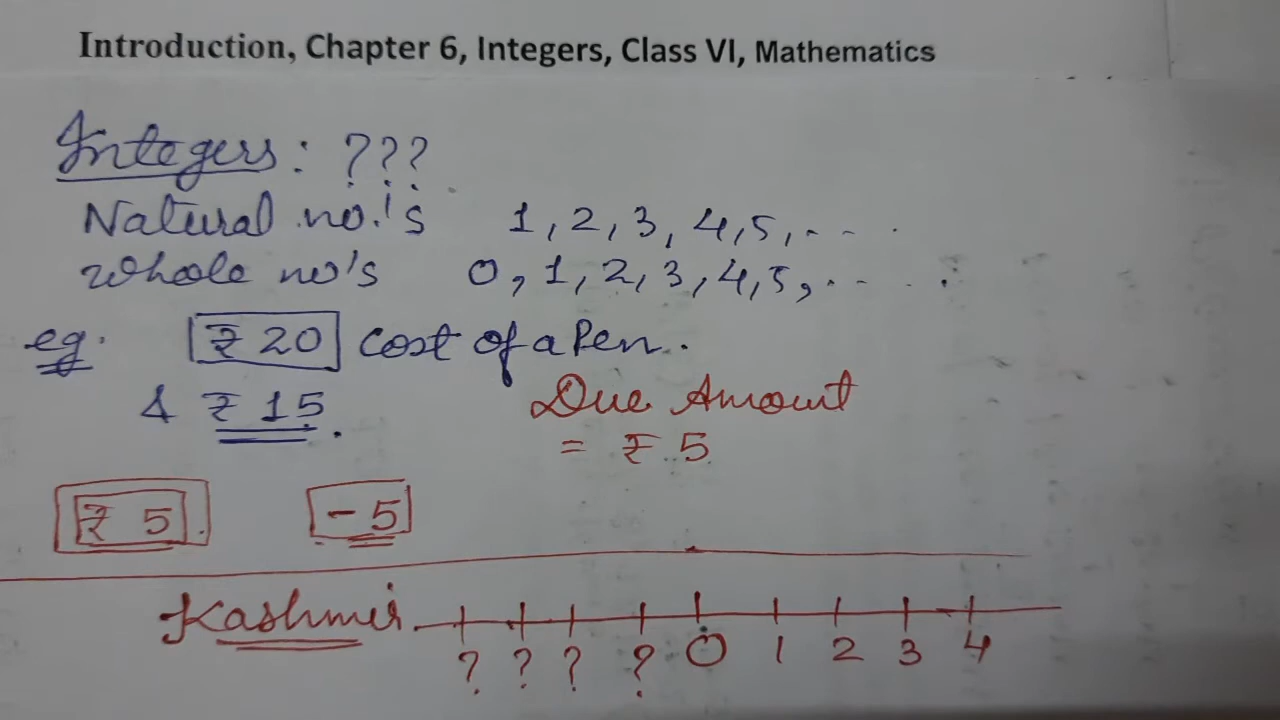 Introduction, Chapter 6, Integers, Class VI, Mathematics
Integers: ???
Natural no.'s 1, 2, 3, 4, 5, ....
Whole no's 0, 1, 2, 3, 4, 5, ....
eg. ₹ 20 Cost of a Pen.
₹ 15.
Due Amount
= ₹ 5
₹ 5. - 5
Kashmir.
? ? ? ? 0 1 2 3 4